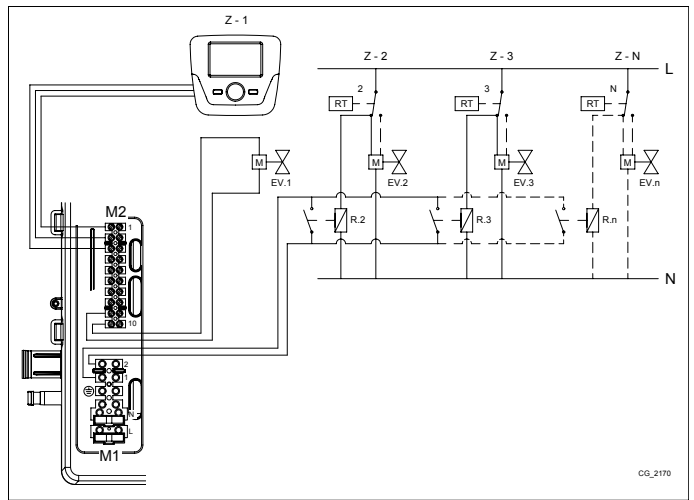 Z - 1
Z - 2
Z - 3
Z - N
L
2
RT
3
RT
N
RT
M
EV.1
M
EV.2
M
EV.3
M
EV.n
M2
1
R.2
R.3
R.n
N
10
2
1
N
L
M1
CG_2170